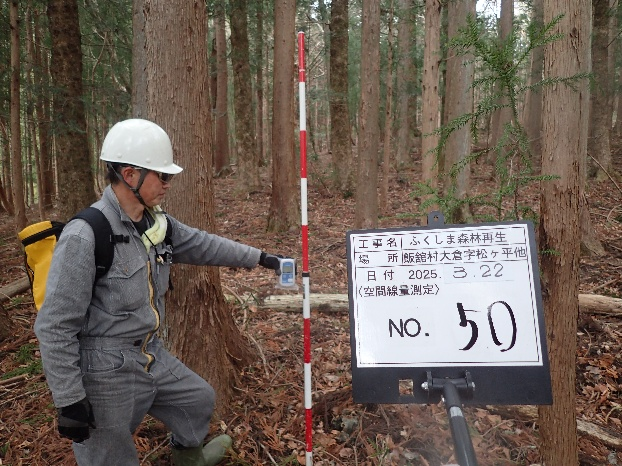 工事名 ふくしま森林再生
場所 飯舘村大倉字松ヶ平他
日付 2025. 3.22
〈空間線量測定〉
NO. 50